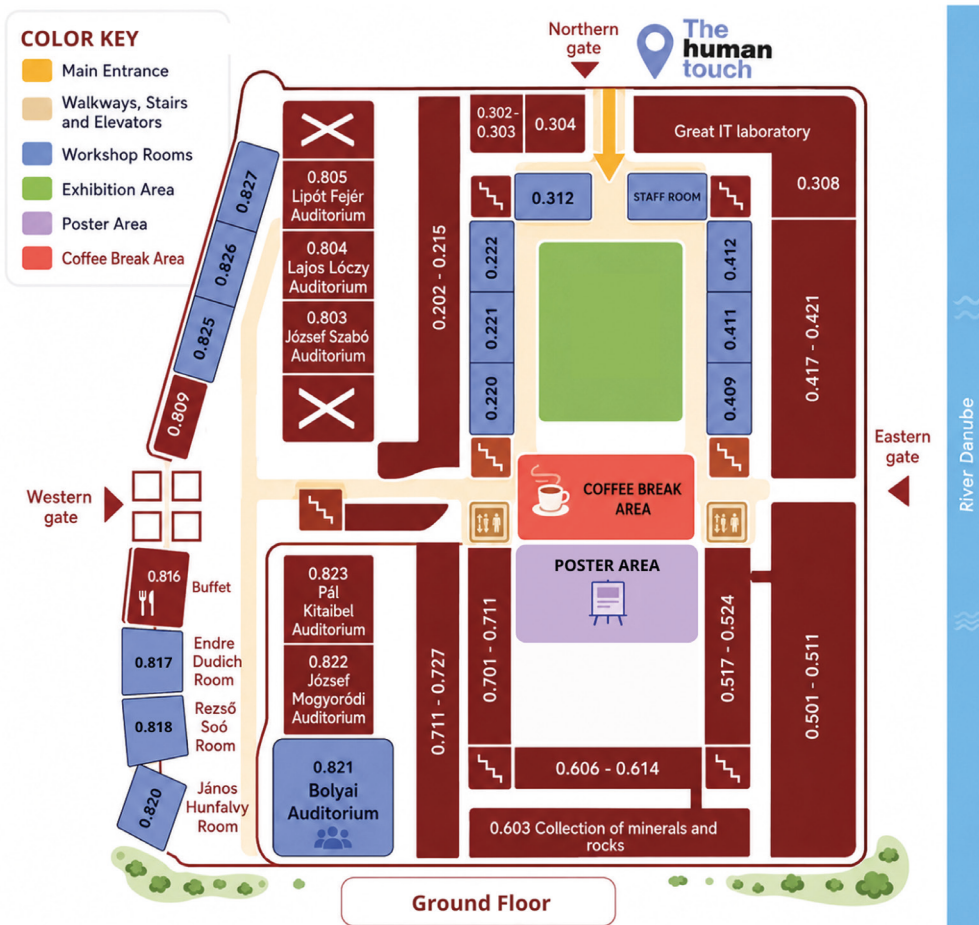 COLOR KEY
Main Entrance
Walkways, Stairs
and Elevators
Workshop Rooms
Exhibition Area
Poster Area
Coffee Break Area
Northern
gate
The
human
touch
0.302-
0.303
0.304
Great IT laboratory
0.308
0.312
STAFF ROOM
0.827
0.826
0.825
0.809
0.805
Lipót Fejér
Auditorium
0.804
Lajos Lóczy
Auditorium
0.803
József Szabó
Auditorium
0.202 - 0.215
0.222
0.221
0.220
0.412
0.411
0.409
0.417 - 0.421
Eastern
gate
River Danube
Western
gate
COFFEE BREAK
AREA
POSTER AREA
0.816
Buffet
0.817
Endre
Dudich
Room
0.818
Rezső
Soó
Room
0.820
János
Hunfalvy
Room
0.823
Pál
Kitaibel
Auditorium
0.822
József
Mogyoródi
Auditorium
0.821
Bolyai
Auditorium
0.711 - 0.727
0.701 - 0.711
0.517 - 0.524
0.501 - 0.511
0.606 - 0.614
0.603 Collection of minerals and
rocks
Ground Floor